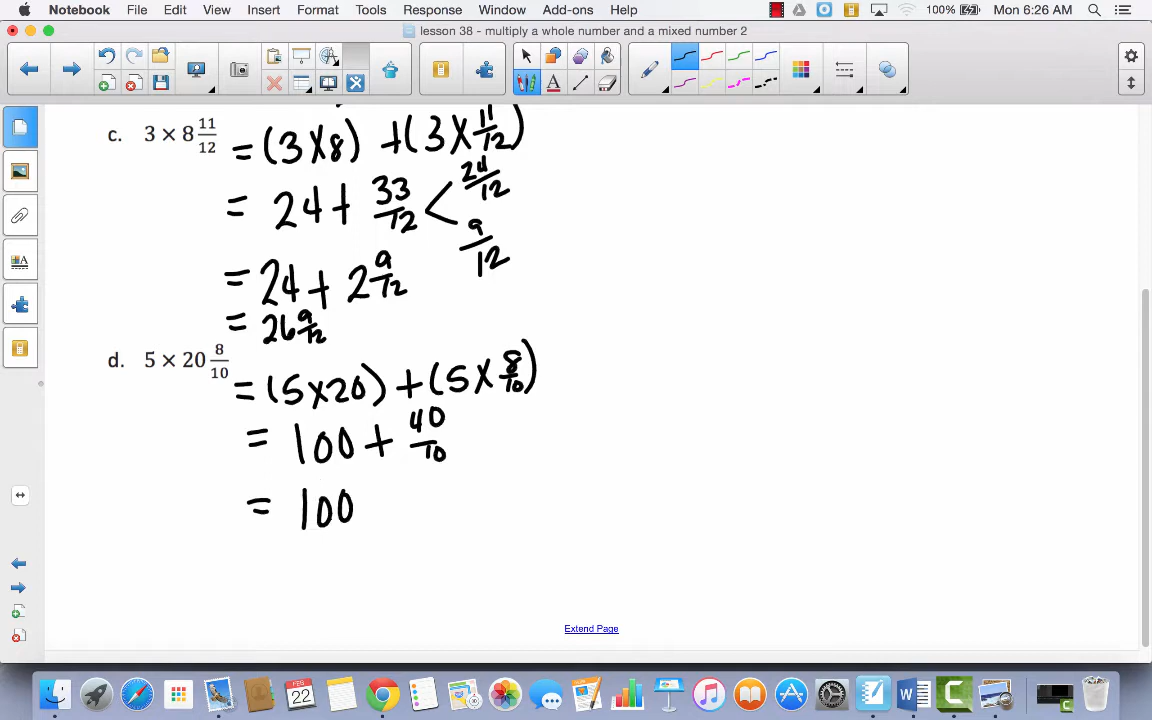 Notebook File Edit View Insert Format Tools Response Window Add-ons Help 100% Mon 6:26 AM
lesson 38 - multiply a whole number and a mixed number 2
c. 3 × 8 11/12 = (3 X 8) + (3 X 11/12)
= 24 + 33/12 < 24/12
9/12
= 24 + 2 9/12
= 26 9/12
d. 5 × 20 8/10 = (5 x 20) + (5 X 8/10)
= 100 + 40/10
= 100
Extend Page
FEB
22